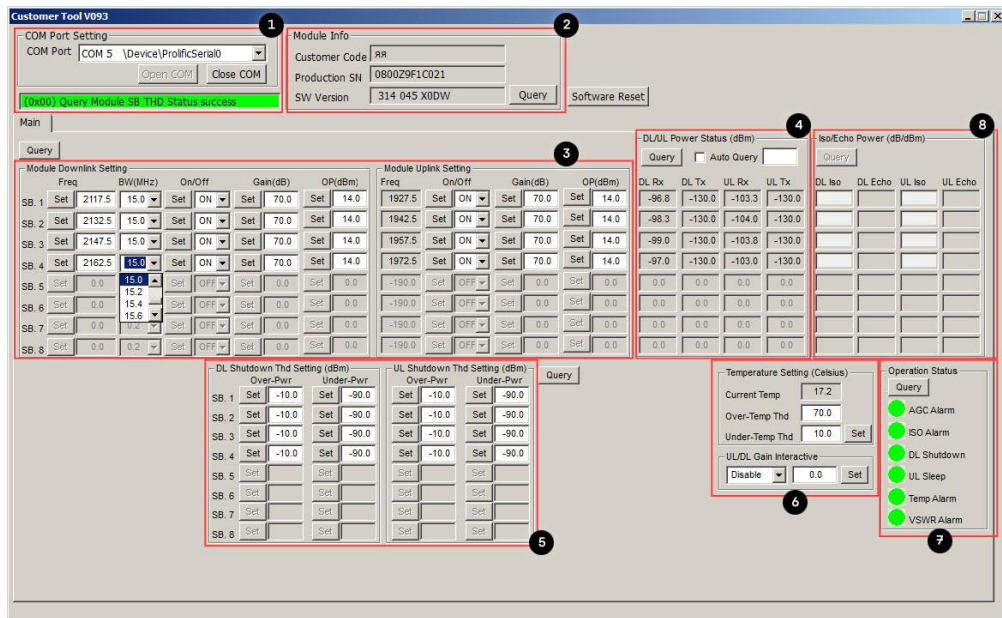 Customer Tool V093
1
COM Port Setting
COM Port COM 5 \Device\ProlificSerial0
Open COM Close COM
(0x00) Query Module SB THD Status success
2
Module Info
Customer Code яя
Production SN 0800Z9F1C021
SW Version 314 045 X0DW Query
Software Reset
Main
Query
3
Module Downlink Setting
Freq BW(MHz) On/Off Gain(dB) OP(dBm)
SB. 1 Set 2117.5 15.0 Set ON Set 70.0 Set 14.0
SB. 2 Set 2132.5 15.0 Set ON Set 70.0 Set 14.0
SB. 3 Set 2147.5 15.0 Set ON Set 70.0 Set 14.0
SB. 4 Set 2162.5 15.0 Set ON Set 70.0 Set 14.0
SB. 5 Set 0.0 Set OFF Set 0.0 Set 0.0
SB. 6 Set 0.0 Set OFF Set 0.0 Set 0.0
SB. 7 Set 0.0 0.2 Set OFF Set 0.0 Set 0.0
SB. 8 Set 0.0 0.2 Set OFF Set 0.0 Set 0.0
15.0
15.2
15.4
15.6
Module Uplink Setting
Freq On/Off Gain(dB) OP(dBm)
1927.5 Set ON Set 70.0 Set 14.0
1942.5 Set ON Set 70.0 Set 14.0
1957.5 Set ON Set 70.0 Set 14.0
1972.5 Set ON Set 70.0 Set 14.0
-190.0 Set OFF Set 0.0 Set 0.0
-190.0 Set OFF Set 0.0 Set 0.0
-190.0 Set OFF Set 0.0 Set 0.0
-190.0 Set OFF Set 0.0 Set 0.0
4
DL/UL Power Status (dBm)
Query Auto Query
DL Rx DL Tx UL Rx UL Tx
-96.8 -130.0 -103.3 -130.0
-98.3 -130.0 -104.0 -130.0
-99.0 -130.0 -103.8 -130.0
-97.0 -130.0 -103.0 -130.0
0.0 0.0 0.0 0.0
0.0 0.0 0.0 0.0
0.0 0.0 0.0 0.0
0.0 0.0 0.0 0.0
8
Iso/Echo Power (dB/dBm)
Query
DL Iso DL Echo UL Iso UL Echo
DL Shutdown Thd Setting (dBm)
Over-Pwr Under-Pwr
SB. 1 Set -10.0 Set -90.0
SB. 2 Set -10.0 Set -90.0
SB. 3 Set -10.0 Set -90.0
SB. 4 Set -10.0 Set -90.0
SB. 5 Set Set
SB. 6 Set Set
SB. 7 Set Set
SB. 8 Set Set
UL Shutdown Thd Setting (dBm)
Over-Pwr Under-Pwr
Set -10.0 Set -90.0
Set -10.0 Set -90.0
Set -10.0 Set -90.0
Set -10.0 Set -90.0
Set Set
Set Set
Set Set
Set Set
5
Query
Temperature Setting (Celsius)
Current Temp 17.2
Over-Temp Thd 70.0
Under-Temp Thd 10.0 Set
UL/DL Gain Interactive
Disable 0.0 Set
6
Operation Status
Query
AGC Alarm
ISO Alarm
DL Shutdown
UL Sleep
Temp Alarm
VSWR Alarm
7